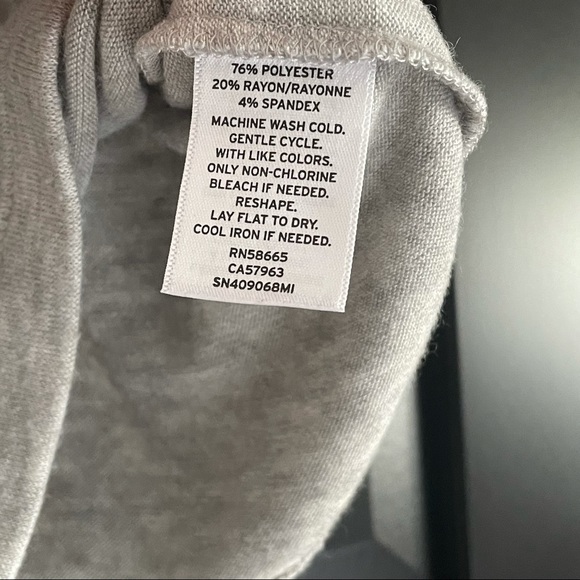 76% POLYESTER
20% RAYON/RAYONNE
4% SPANDEX
MACHINE WASH COLD.
GENTLE CYCLE.
WITH LIKE COLORS.
ONLY NON-CHLORINE
BLEACH IF NEEDED.
RESHAPE.
LAY FLAT TO DRY.
COOL IRON IF NEEDED.
RN58665
CA57963
SN409068MI